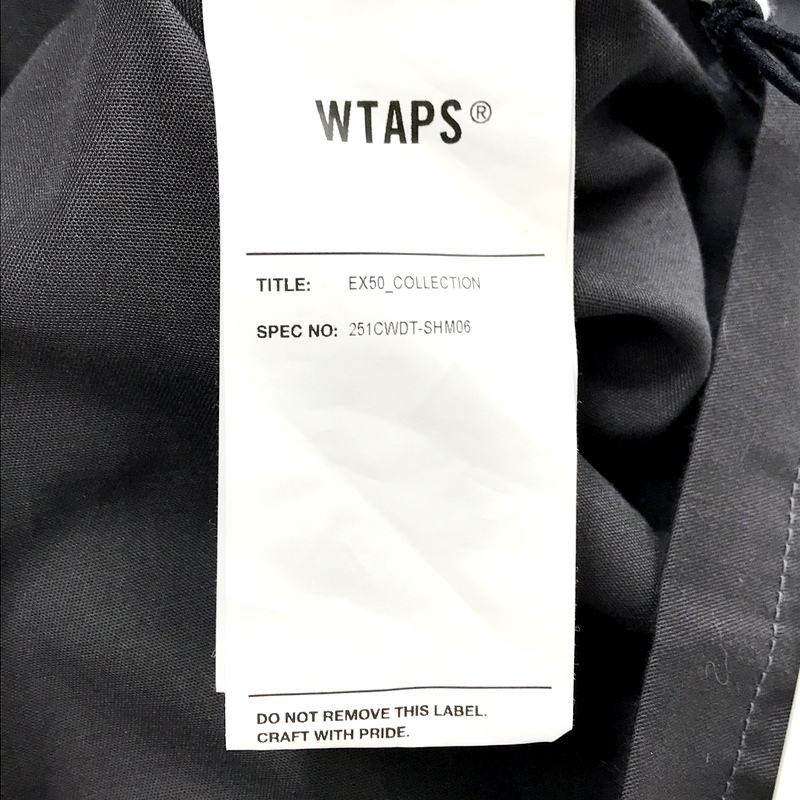 WTAPS®
TITLE: EX50_COLLECTION
SPEC NO: 251CWDT-SHM06
DO NOT REMOVE THIS LABEL.
CRAFT WITH PRIDE.